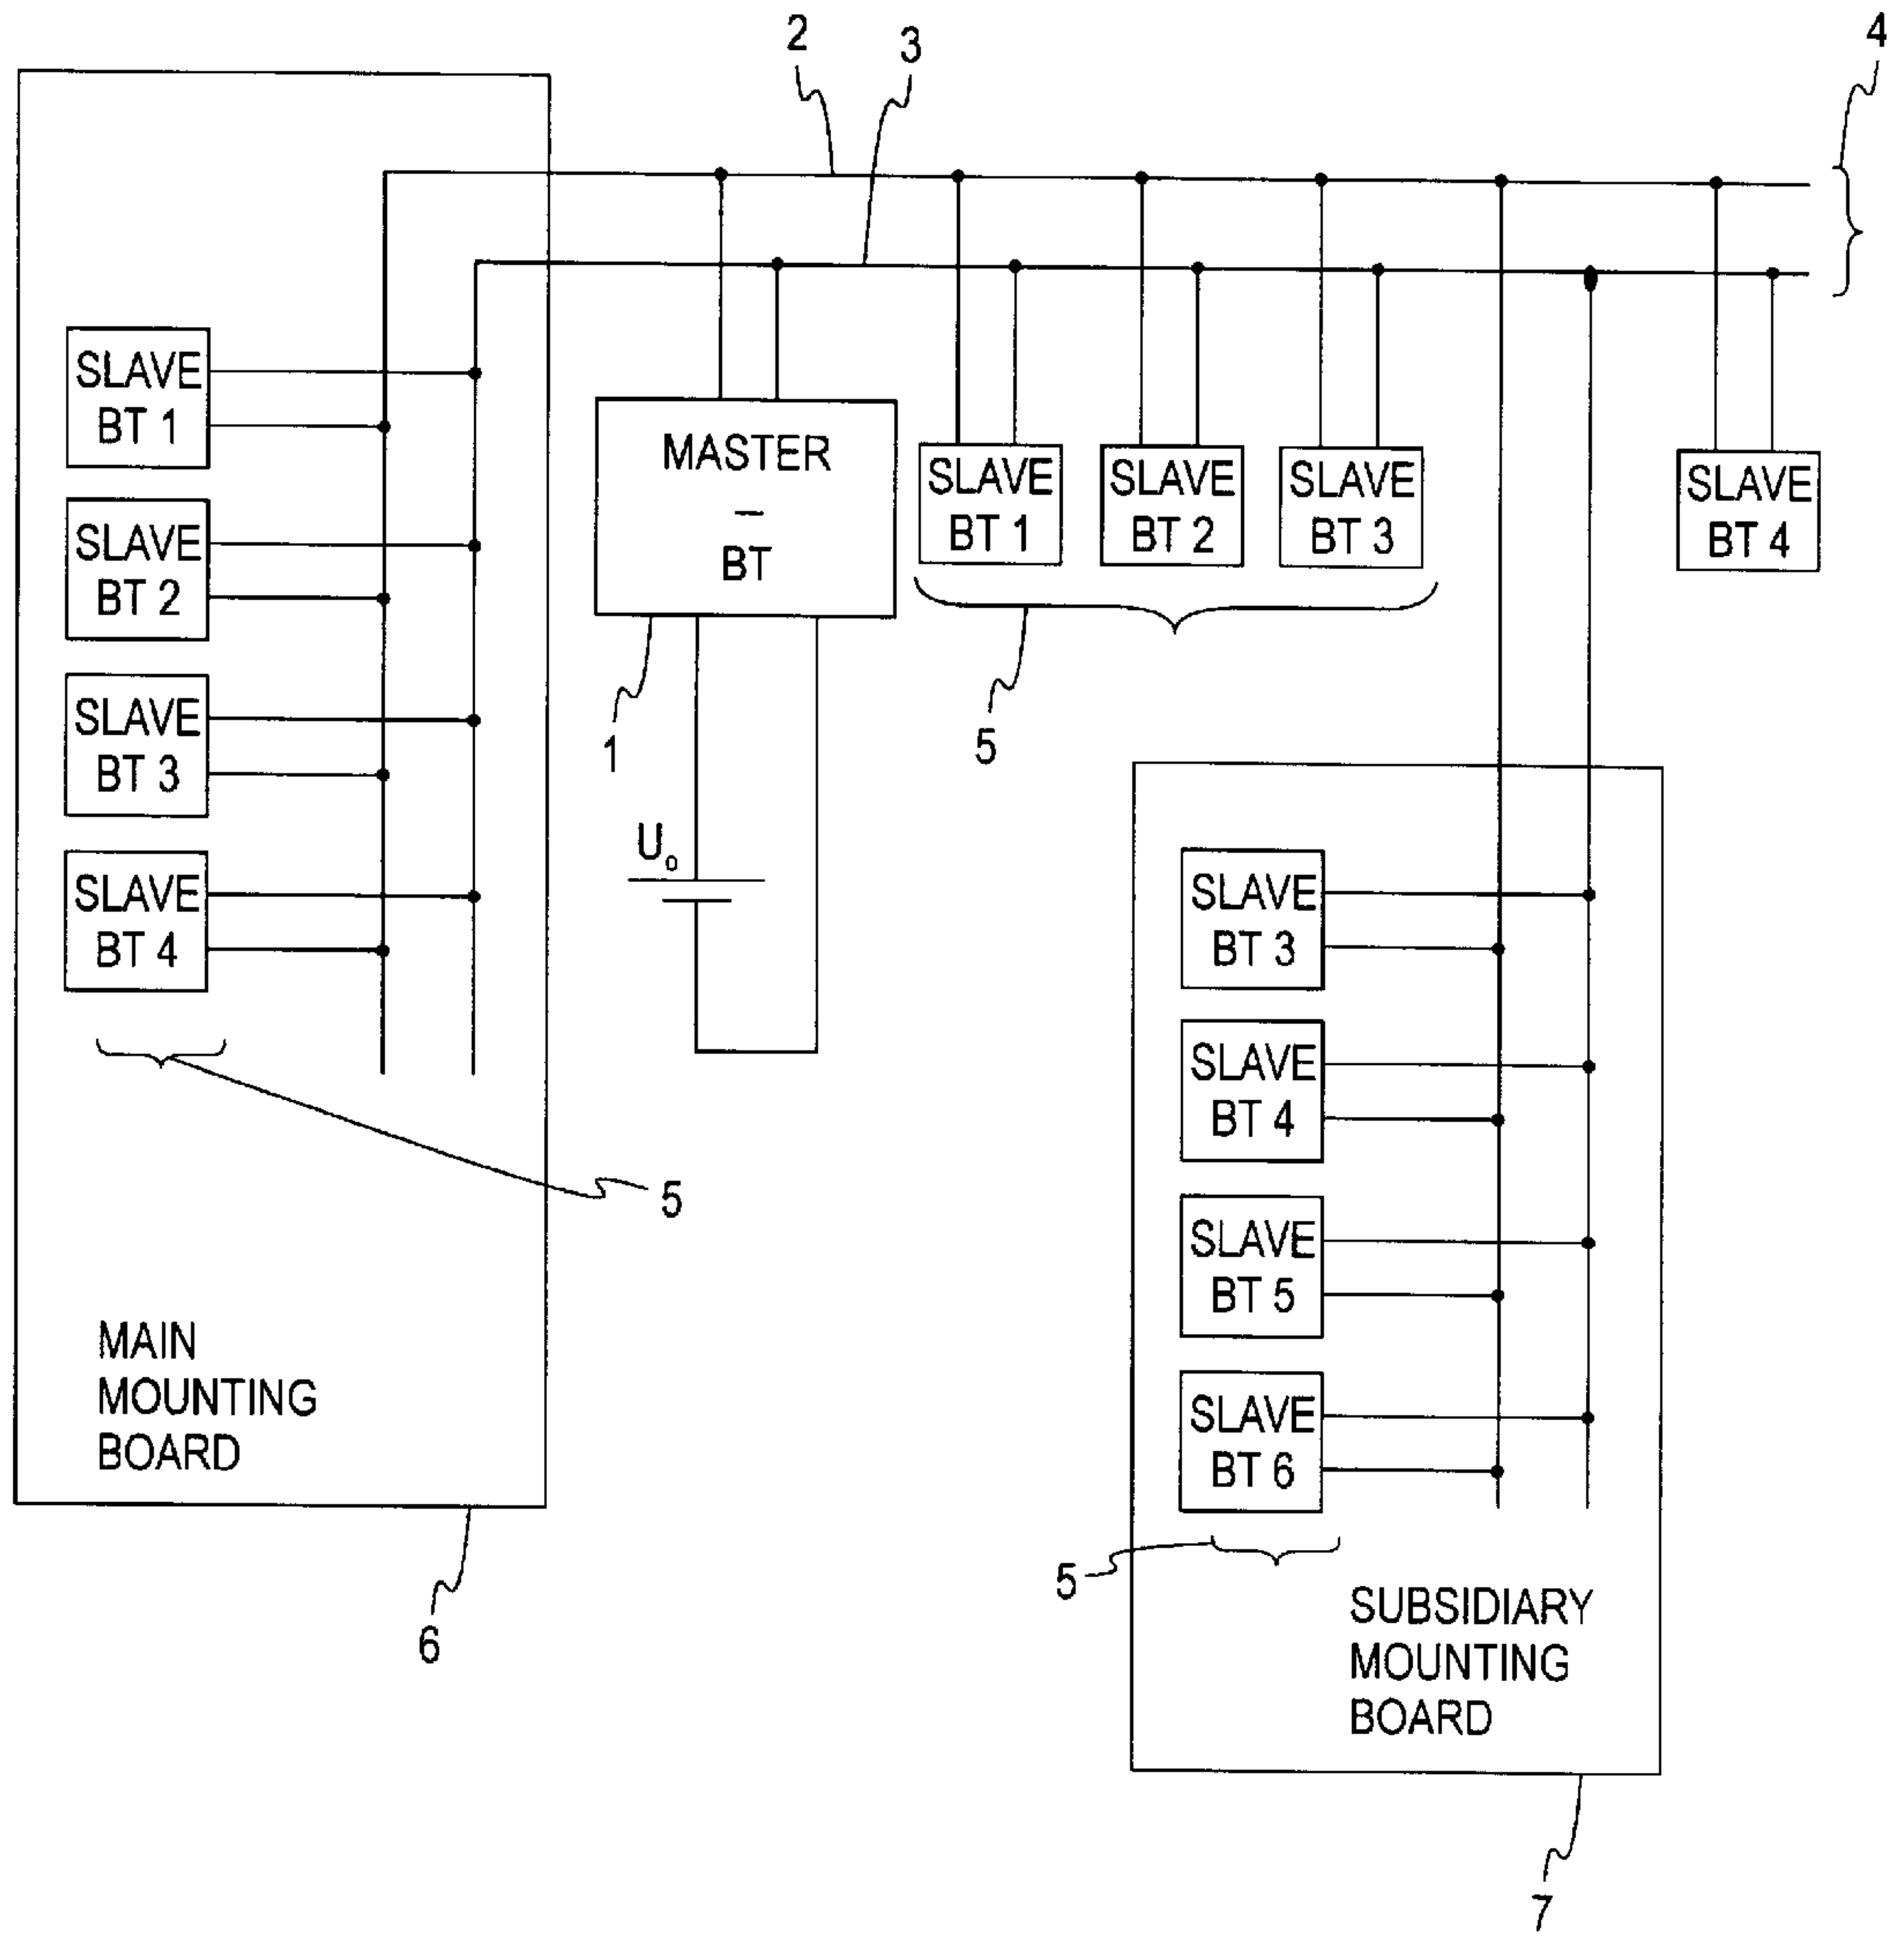 2
3
4
SLAVE
BT 1
SLAVE
BT 2
SLAVE
BT 3
SLAVE
BT 4
5
MAIN
MOUNTING
BOARD
6
MASTER
–
BT
1
U₀
SLAVE
BT 1
SLAVE
BT 2
SLAVE
BT 3
5
SLAVE
BT 4
SLAVE
BT 3
SLAVE
BT 4
SLAVE
BT 5
SLAVE
BT 6
5
SUBSIDIARY
MOUNTING
BOARD
7